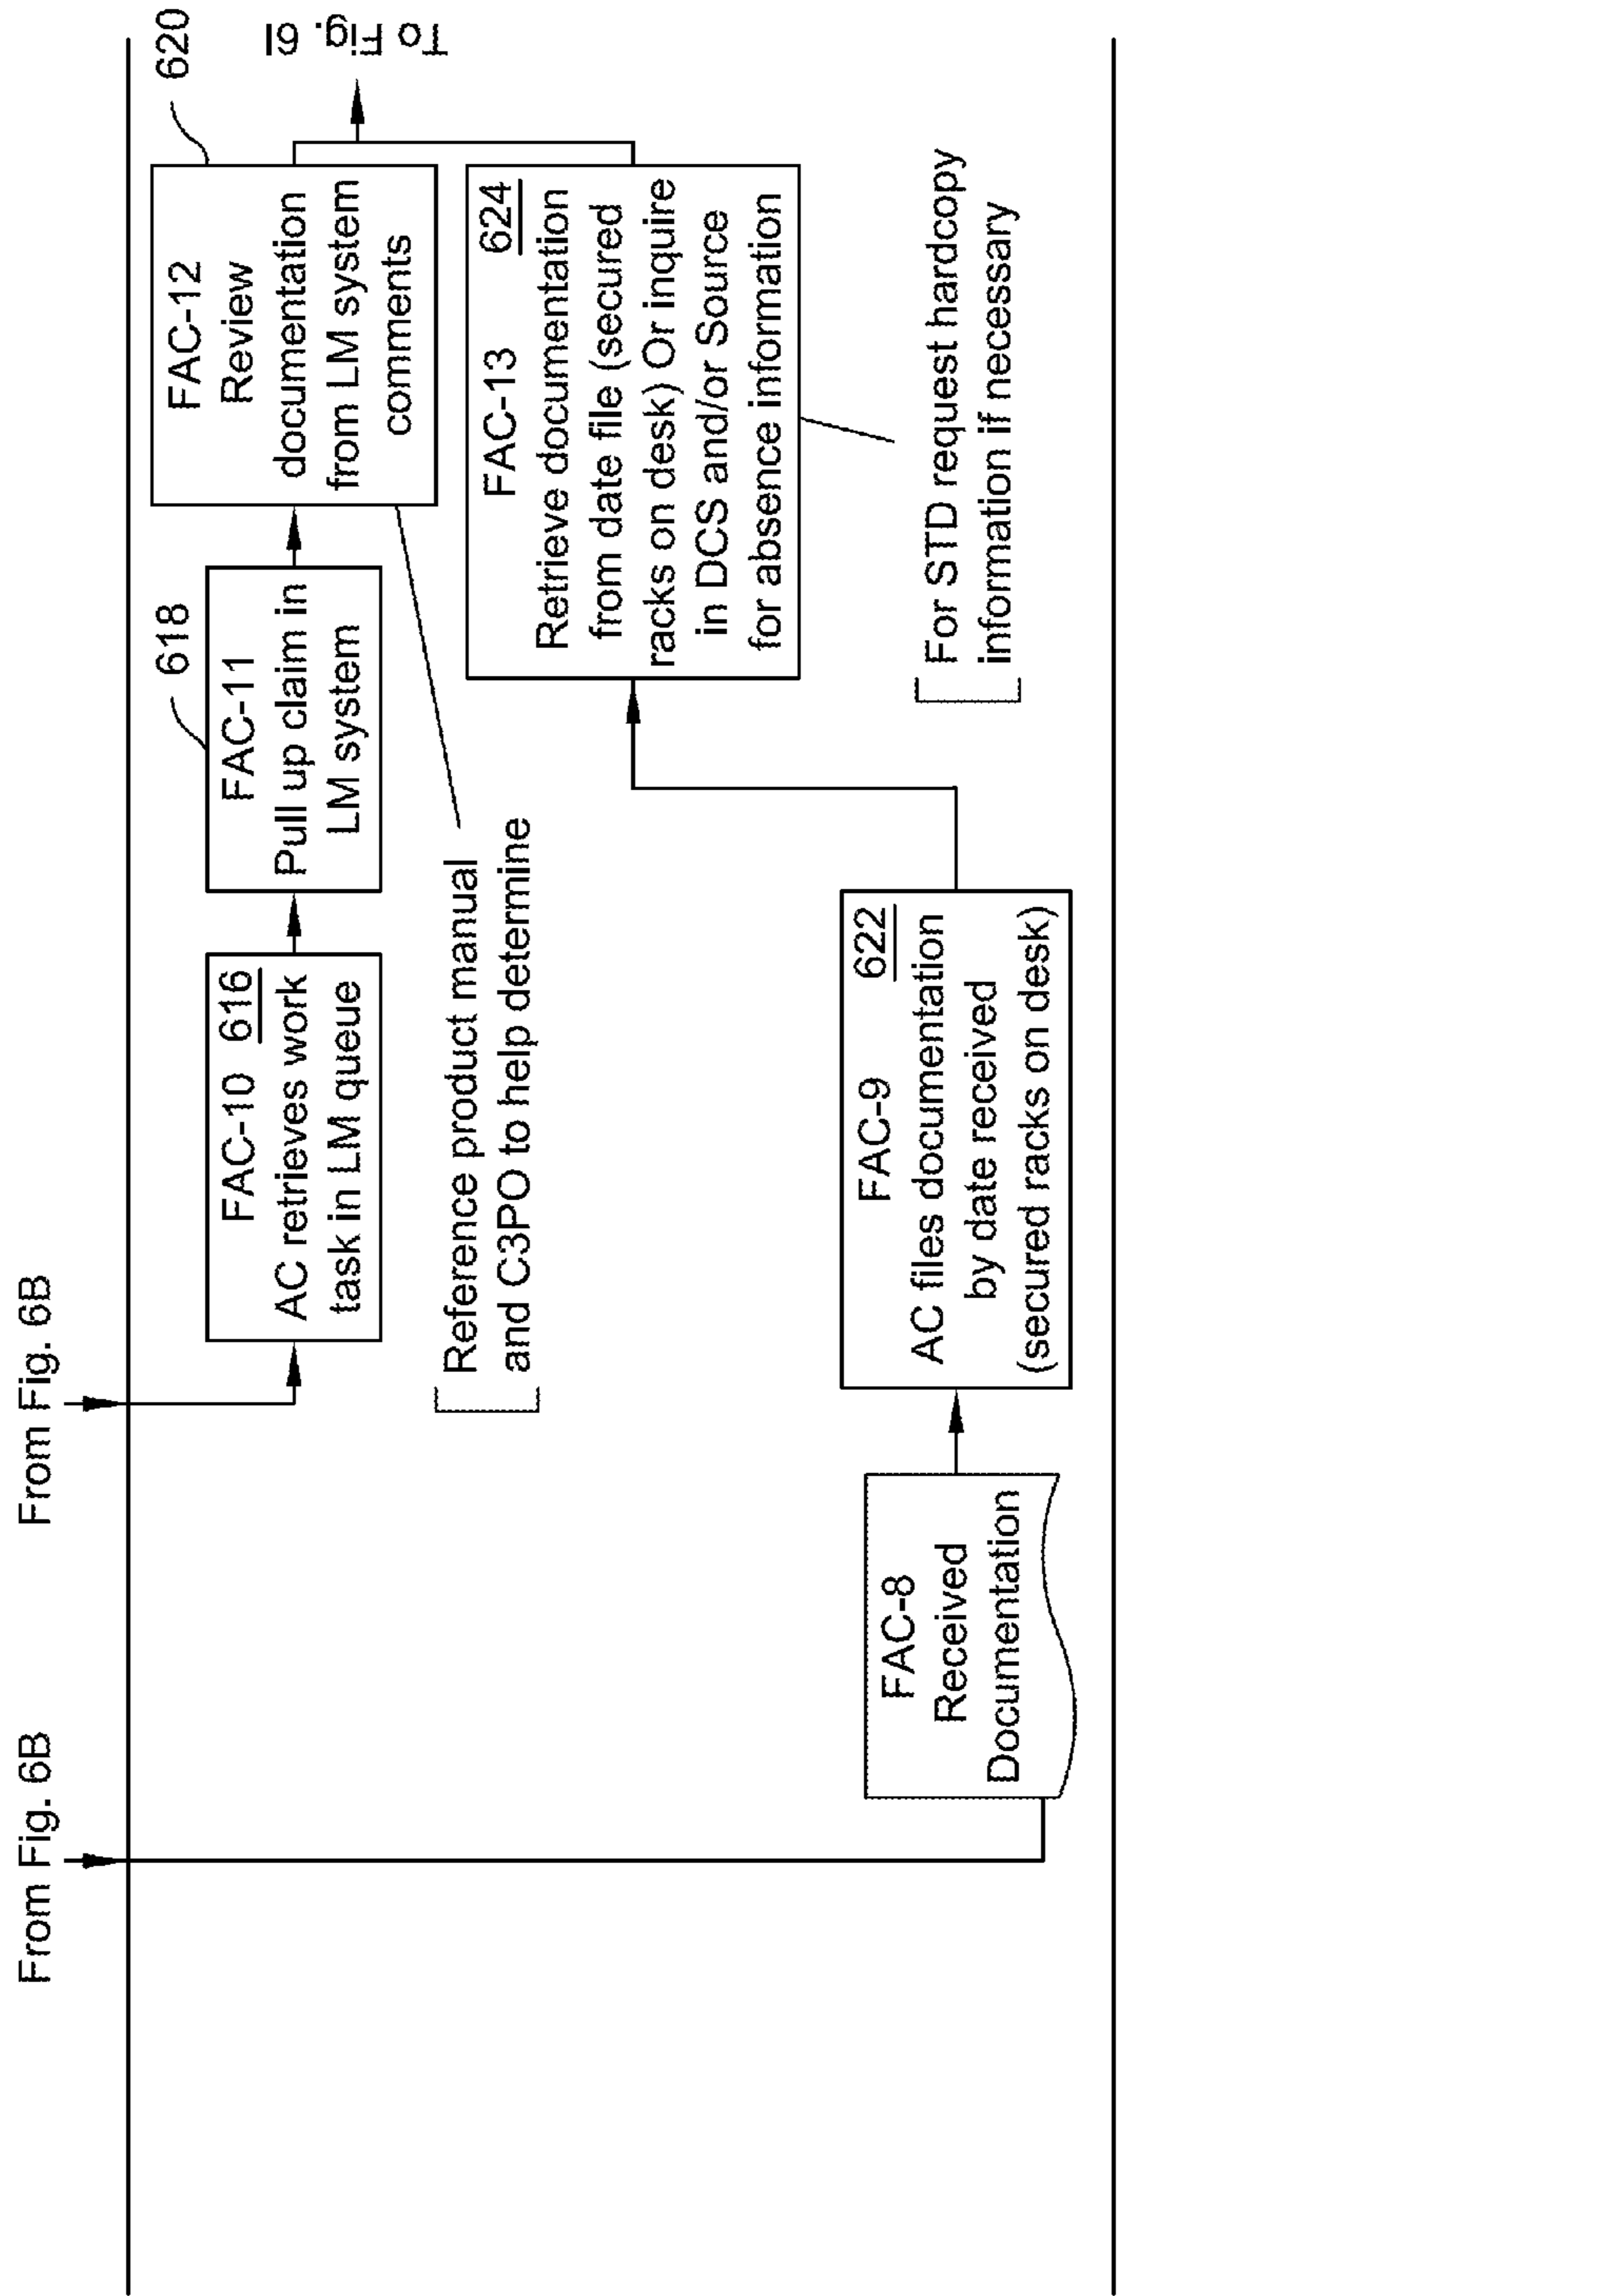 From Fig. 6B
From Fig. 6B
FAC-10 616
AC retrieves work
task in LM queue
618
FAC-11
Pull up claim in
LM system
620
FAC-12
Review
documentation
from LM system
comments
To Fig. 6I
Reference product manual
and C3PO to help determine
FAC-13 624
Retrieve documentation
from date file (secured
racks on desk) Or inquire
in DCS and/or Source
for absence information
FAC-8
Received
Documentation
FAC-9 622
AC files documentation
by date received
(secured racks on desk)
For STD request hardcopy
information if necessary